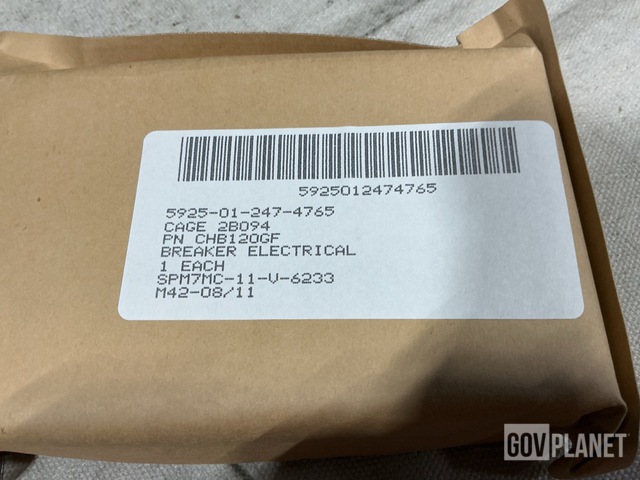 5925012474765
5925-01-247-4765
CAGE 2B094
PN CHB120GF
BREAKER ELECTRICAL
1 EACH
SPM7MC-11-V-6233
M42-08/11
GOVPLANET